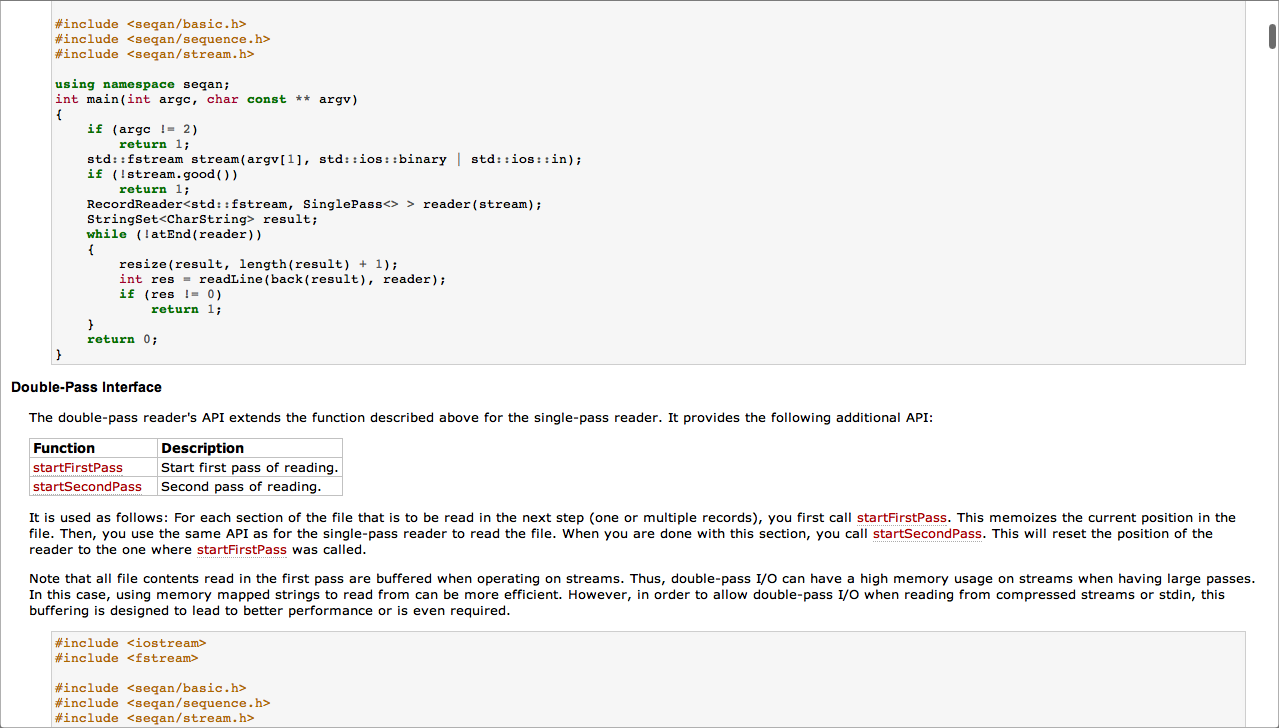 #include <seqan/basic.h>
#include <seqan/sequence.h>
#include <seqan/stream.h>
using namespace seqan;
int main(int argc, char const ** argv)
{
    if (argc != 2)
        return 1;
    std::fstream stream(argv[1], std::ios::binary | std::ios::in);
    if (!stream.good())
        return 1;
    RecordReader<std::fstream, SinglePass<> > reader(stream);
    StringSet<CharString> result;
    while (!atEnd(reader))
    {
        resize(result, length(result) + 1);
        int res = readLine(back(result), reader);
        if (res != 0)
            return 1;
    }
    return 0;
}
Double-Pass Interface
The double-pass reader's API extends the function described above for the single-pass reader. It provides the following additional API:
Function Description
startFirstPass Start first pass of reading.
startSecondPass Second pass of reading.
It is used as follows: For each section of the file that is to be read in the next step (one or multiple records), you first call startFirstPass. This memoizes the current position in the
file. Then, you use the same API as for the single-pass reader to read the file. When you are done with this section, you call startSecondPass. This will reset the position of the
reader to the one where startFirstPass was called.
Note that all file contents read in the first pass are buffered when operating on streams. Thus, double-pass I/O can have a high memory usage on streams when having large passes.
In this case, using memory mapped strings to read from can be more efficient. However, in order to allow double-pass I/O when reading from compressed streams or stdin, this
buffering is designed to lead to better performance or is even required.
#include <iostream>
#include <fstream>
#include <seqan/basic.h>
#include <seqan/sequence.h>
#include <seqan/stream.h>